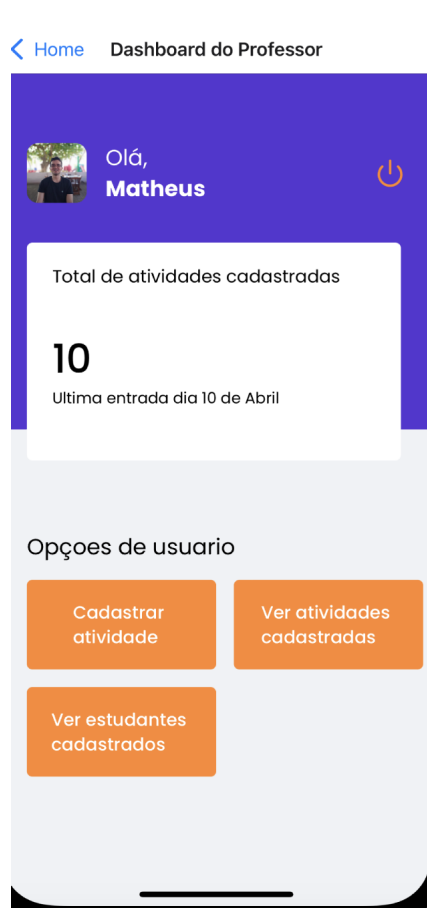 Home
Dashboard do Professor
Olá,
Matheus
Total de atividades cadastradas
10
Ultima entrada dia 10 de Abril
Opçoes de usuario
Cadastrar
atividade
Ver atividades
cadastradas
Ver estudantes
cadastrados